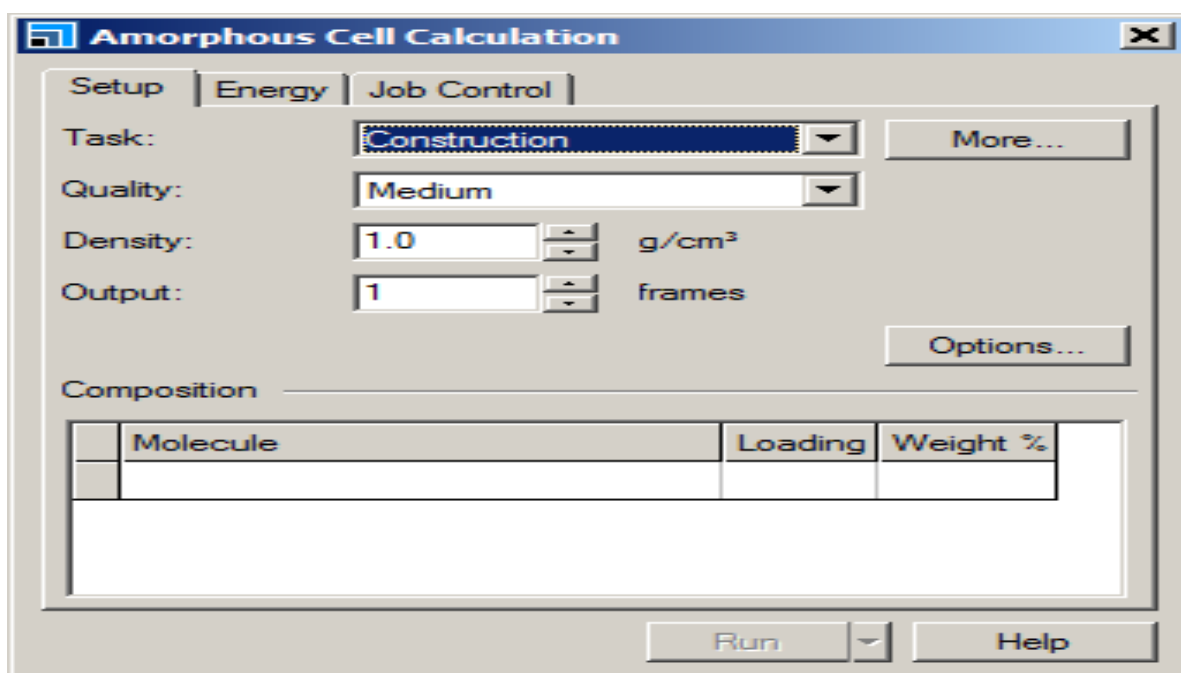 Amorphous Cell Calculation
Setup Energy Job Control
Task: Construction More...
Quality: Medium
Density: 1.0 g/cm³
Output: 1 frames
Options...
Composition
Molecule Loading Weight %
Run Help